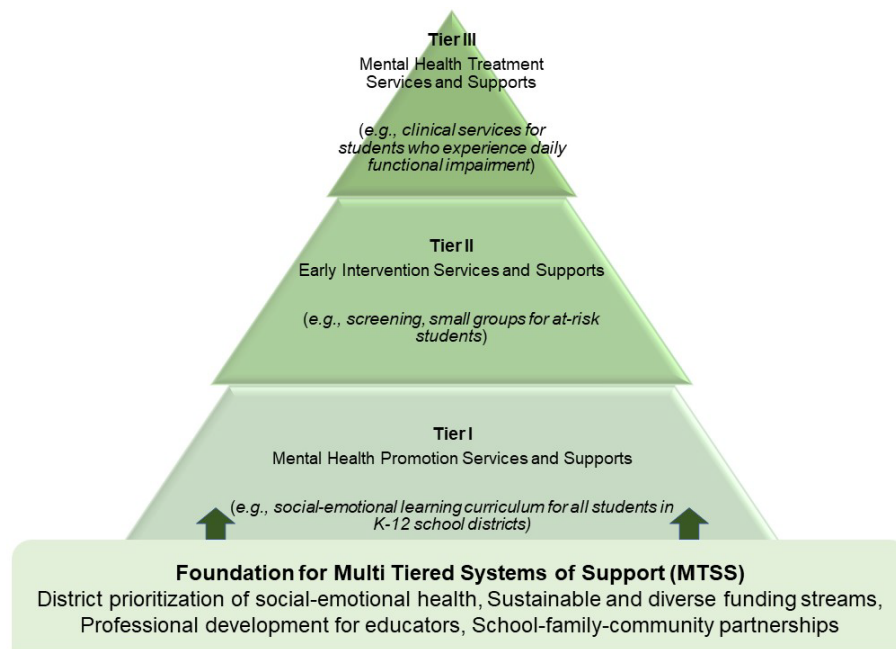 Tier III
Mental Health Treatment
Services and Supports
(e.g., clinical services for
students who experience daily
functional impairment)
Tier II
Early Intervention Services and Supports
(e.g., screening, small groups for at-risk
students)
Tier I
Mental Health Promotion Services and Supports
(e.g., social-emotional learning curriculum for all students in
K-12 school districts)
Foundation for Multi Tiered Systems of Support (MTSS)
District prioritization of social-emotional health, Sustainable and diverse funding streams,
Professional development for educators, School-family-community partnerships